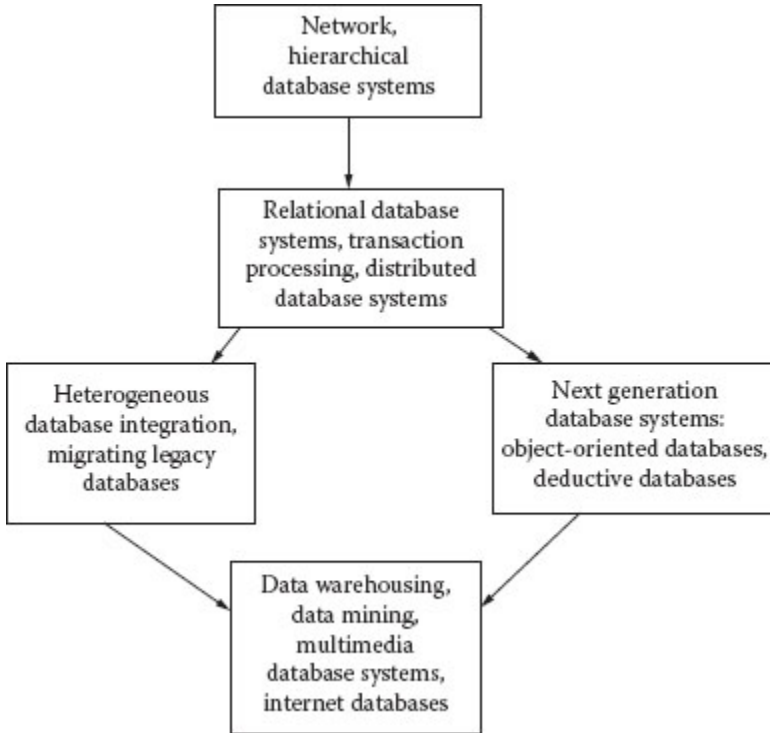 Network,
hierarchical
database systems
Relational database
systems, transaction
processing, distributed
database systems
Heterogeneous
database integration,
migrating legacy
databases
Next generation
database systems:
object-oriented databases,
deductive databases
Data warehousing,
data mining,
multimedia
database systems,
internet databases